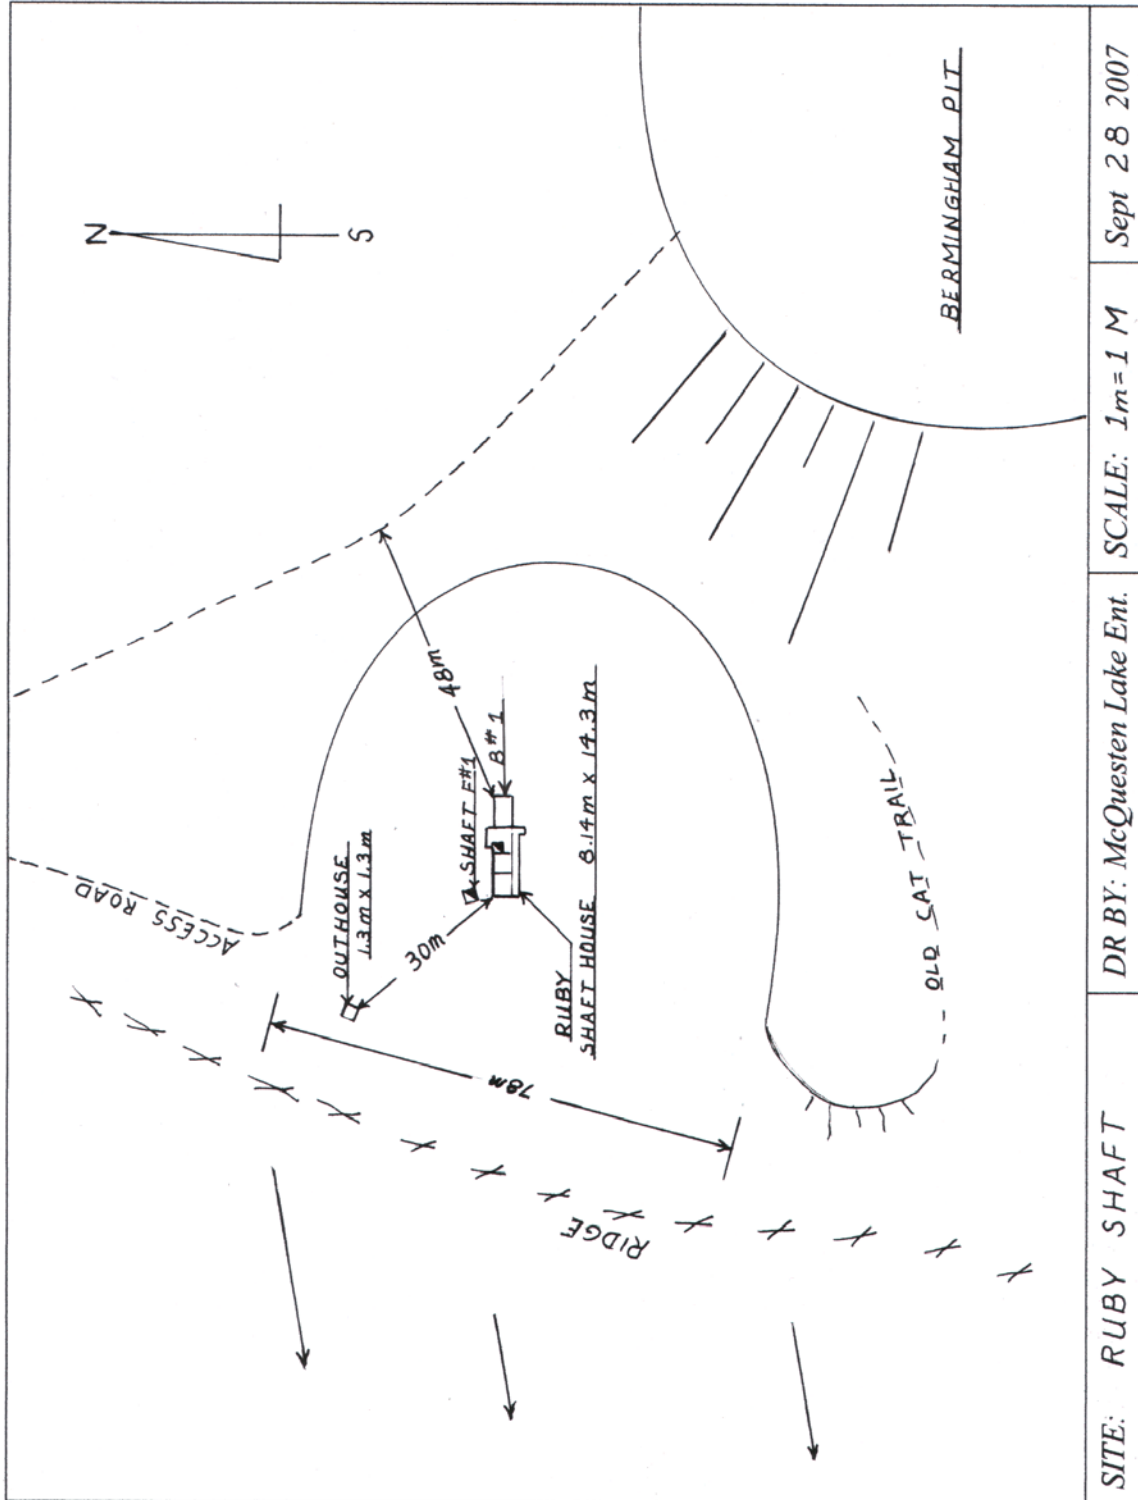 N
S
BERMINGHAM PIT
ACCESS ROAD
OUTHOUSE
1.3m x 1.3m
SHAFT F#1
B#1
48m
30m
RUBY
SHAFT HOUSE 8.14m x 14.3m
78m
RIDGE
OLD CAT TRAIL
SITE: RUBY SHAFT
DR BY: McQuesten Lake Ent.
SCALE: 1m=1 M
Sept 28 2007